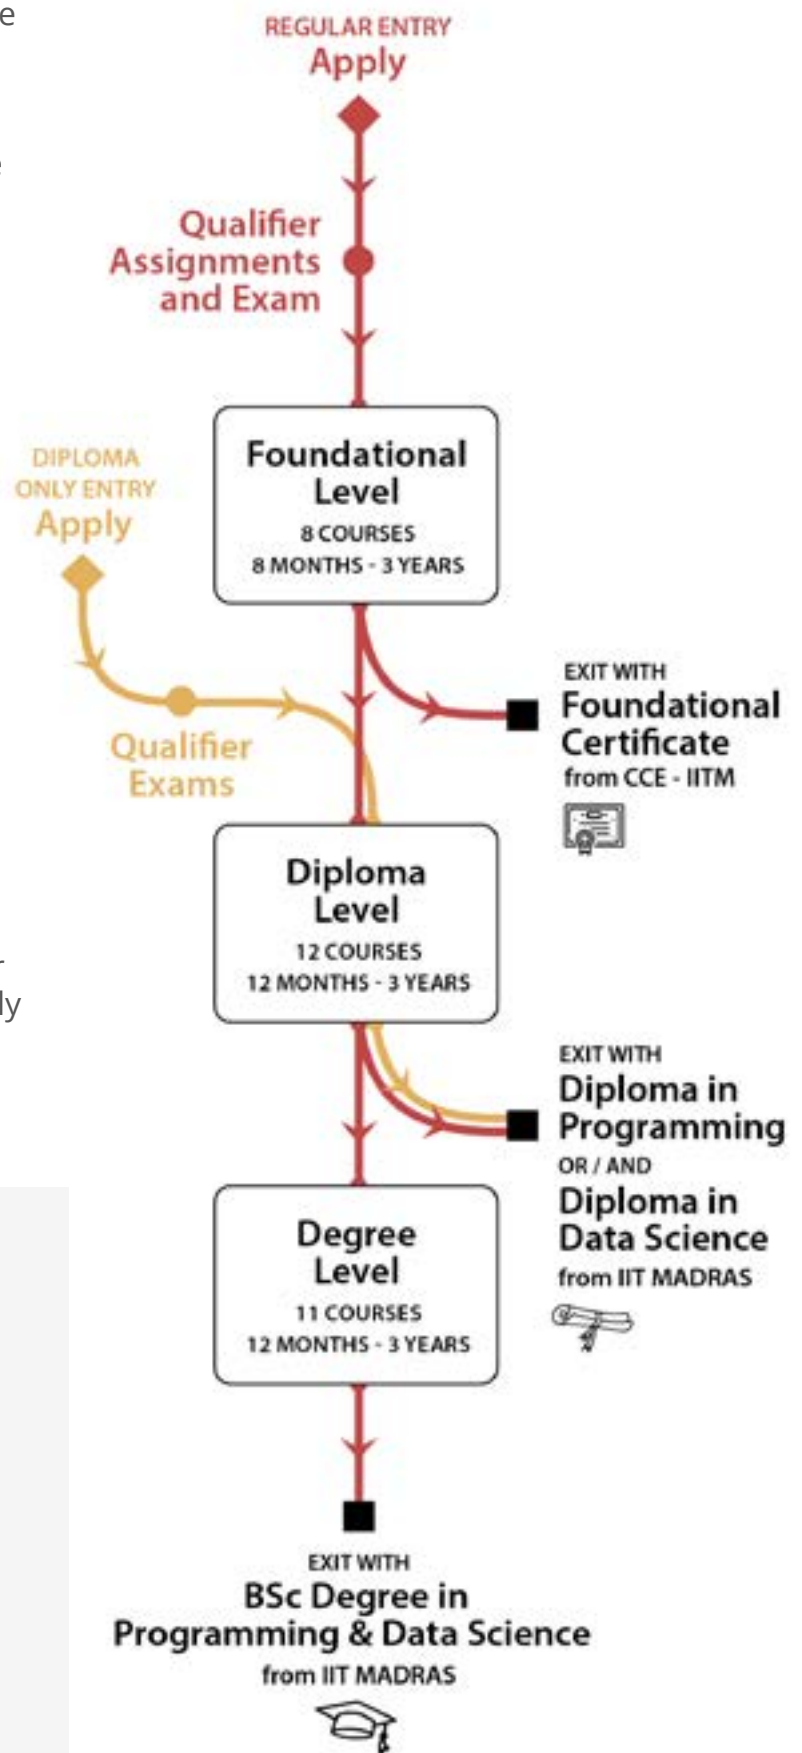 e
REGULAR ENTRY
Apply
Qualifier
Assignments
and Exam
Foundational
Level
8 COURSES
8 MONTHS - 3 YEARS
DIPLOMA
ONLY ENTRY
Apply
Qualifier
Exams
EXIT WITH
Foundational
Certificate
from CCE - IITM
Diploma
Level
12 COURSES
12 MONTHS - 3 YEARS
r
ly
EXIT WITH
Diploma in
Programming
OR / AND
Diploma in
Data Science
from IIT MADRAS
Degree
Level
11 COURSES
12 MONTHS - 3 YEARS
EXIT WITH
BSc Degree in
Programming & Data Science
from IIT MADRAS